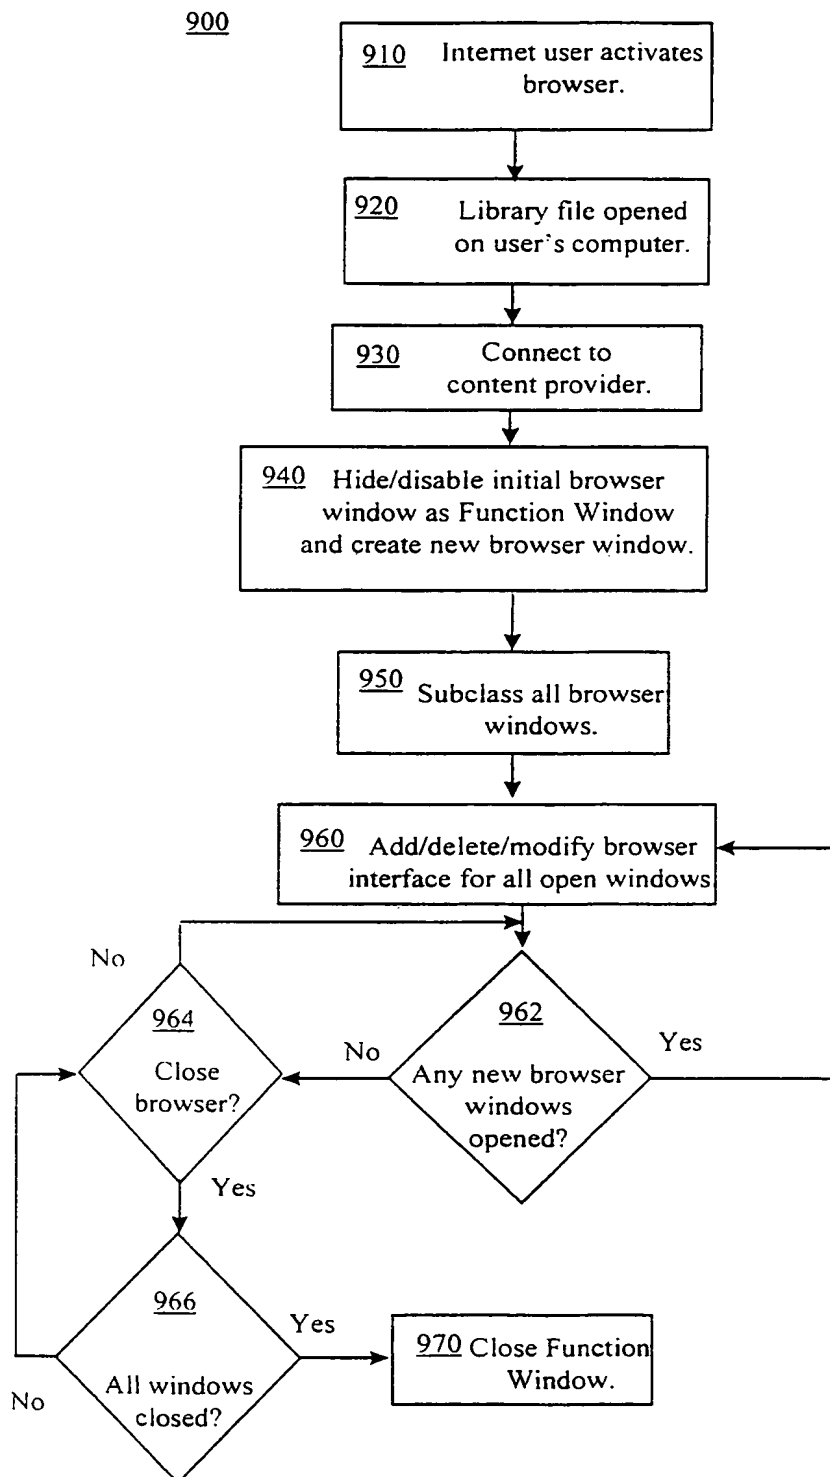 900
910 Internet user activates
browser.
920 Library file opened
on user's computer.
930 Connect to
content provider.
940 Hide/disable initial browser
window as Function Window
and create new browser window.
950 Subclass all browser
windows.
960 Add/delete/modify browser
interface for all open windows
No
964
Close
browser?
Yes
No
962
Any new browser
windows
opened?
Yes
966
All windows
closed?
No
Yes
970 Close Function
Window.